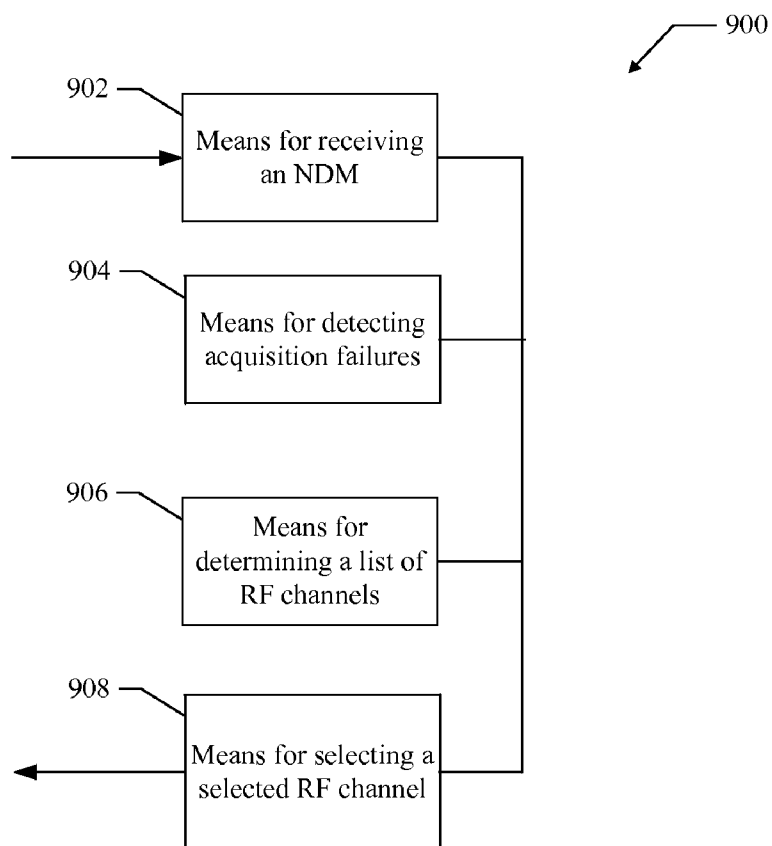 900
902
Means for receiving
an NDM
904
Means for detecting
acquisition failures
906
Means for
determining a list of
RF channels
908
Means for selecting a
selected RF channel